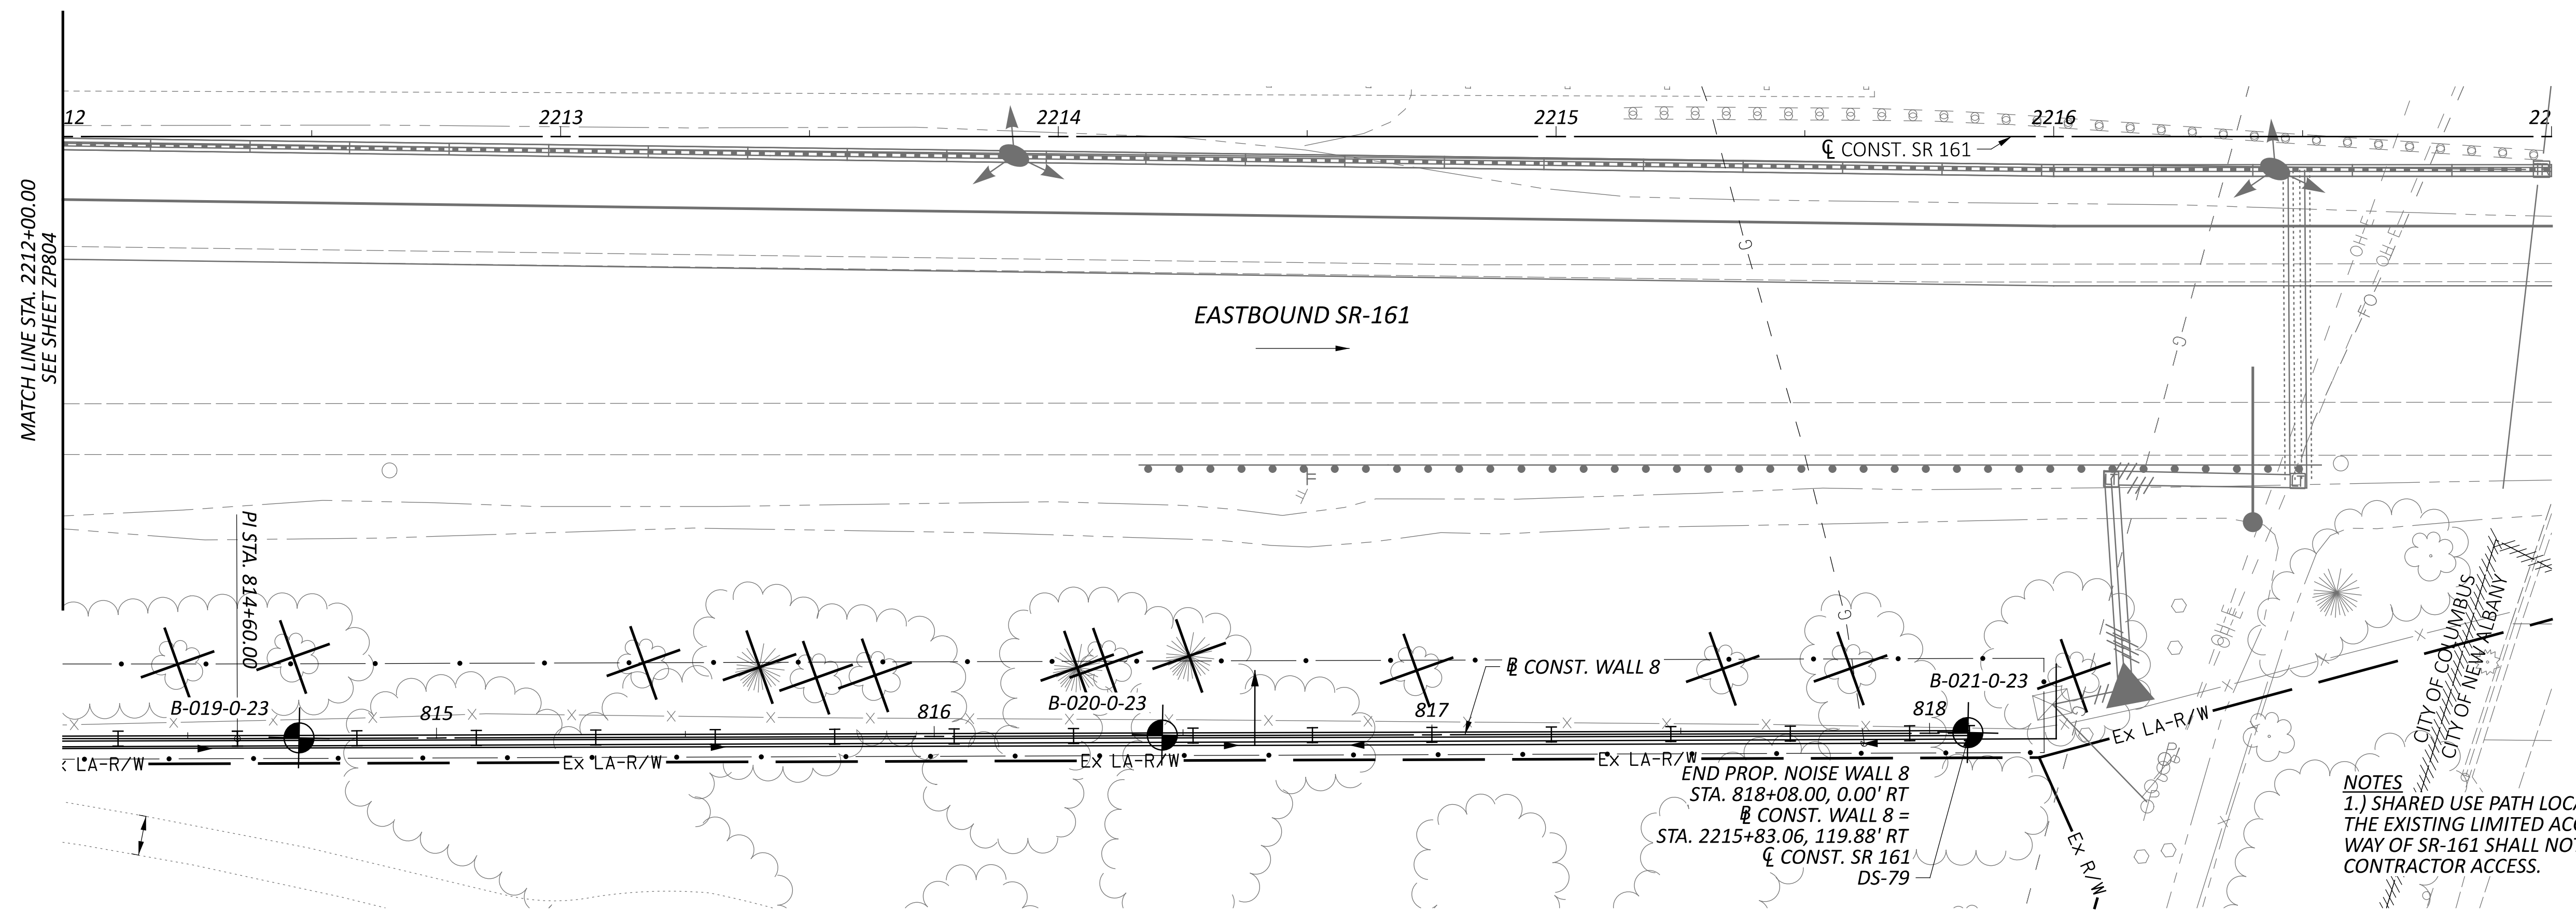 12
2213
2214
2215
2216
22
℄ CONST. SR 161
MATCH LINE STA. 2212+00.00
SEE SHEET ZP804
G
OH-E
OH-E
FO
EASTBOUND SR-161
G
PI STA. 814+60.00
G
OH-E
CITY OF COLUMBUS
CITY OF NEW ALBANY
B-019-0-23
815
816
B-020-0-23
817
B͟L CONST. WALL 8
B-021-0-23
818
x LA-R/W
Ex LA-R/W
Ex LA-R/W
Ex LA-R/W
Ex LA-R/W
Ex R/W
END PROP. NOISE WALL 8
STA. 818+08.00, 0.00' RT
BL CONST. WALL 8 =
STA. 2215+83.06, 119.88' RT
℄ CONST. SR 161
DS-79
NOTES
1.) SHARED USE PATH LOCA
THE EXISTING LIMITED ACC
WAY OF SR-161 SHALL NOT
CONTRACTOR ACCESS.